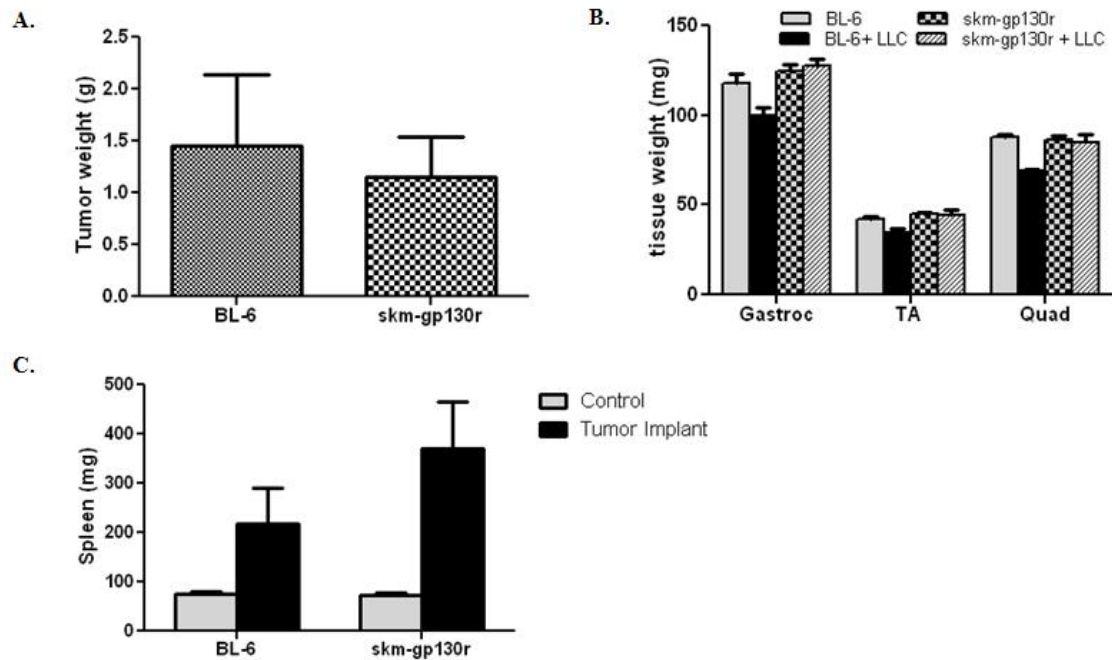 A.
Tumor weight (g)
2.5
2.0
1.5
1.0
0.5
0.0
BL-6
skm-gp130r
B.
BL-6
skm-gp130r
BL-6+ LLC
skm-gp130r + LLC
tissue weight (mg)
150
100
50
0
Gastroc
TA
Quad
C.
Spleen (mg)
500
400
300
200
100
0
BL-6
skm-gp130r
Control
Tumor Implant